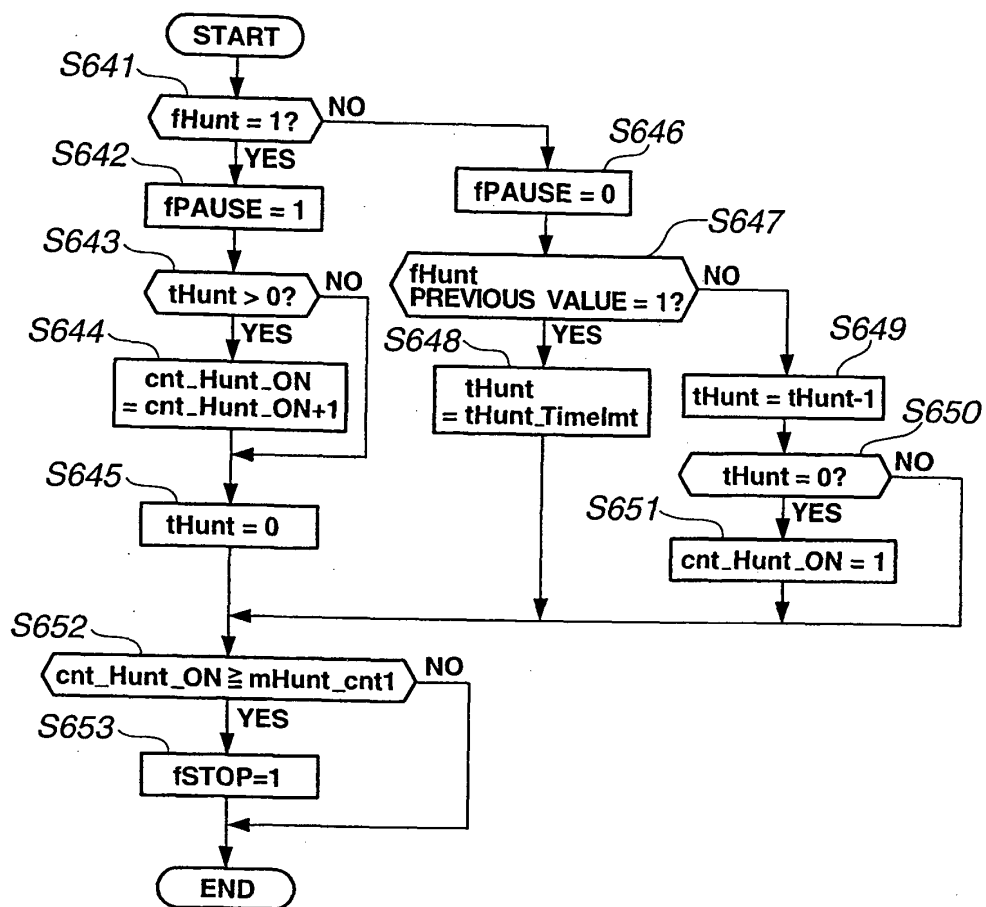 START
S641
fHunt = 1?
NO
YES
S642
fPAUSE = 1
S643
tHunt > 0?
NO
YES
S644
cnt_Hunt_ON
= cnt_Hunt_ON+1
S645
tHunt = 0
S646
fPAUSE = 0
S647
fHunt
PREVIOUS VALUE = 1?
NO
YES
S648
tHunt
= tHunt_TimeImt
S649
tHunt = tHunt-1
S650
tHunt = 0?
NO
YES
S651
cnt_Hunt_ON = 1
S652
cnt_Hunt_ON ≧ mHunt_cnt1
NO
YES
S653
fSTOP=1
END